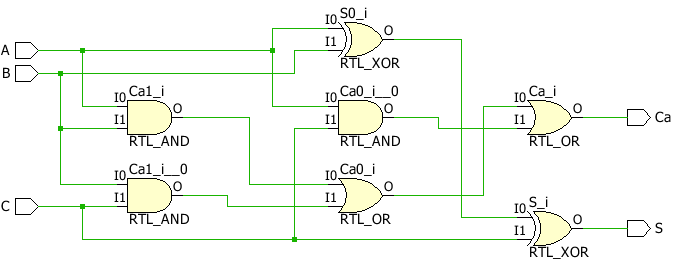 S0_i
I0
O
I1
RTL_XOR
A
B
Ca1_i
I0
O
I1
RTL_AND
Ca0_i__0
I0
O
I1
RTL_AND
Ca_i
I0
O
I1
RTL_OR
Ca
Ca1_i__0
I0
O
I1
RTL_AND
C
Ca0_i
I0
O
I1
RTL_OR
S_i
I0
O
I1
RTL_XOR
S